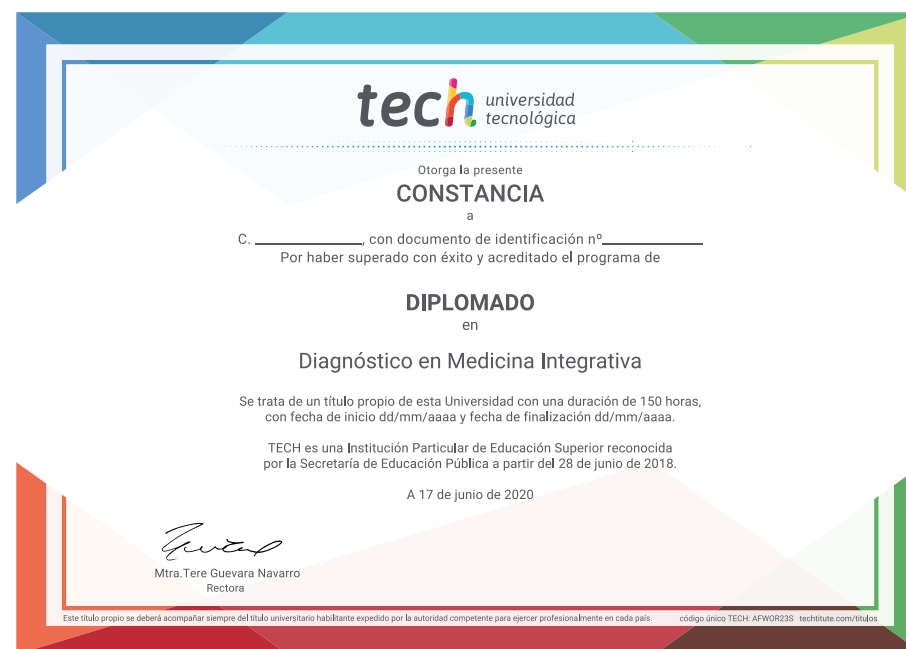 tech universidad
tecnológica
Otorga la presente
CONSTANCIA
a
C. ____________, con documento de identificación nº____________
Por haber superado con éxito y acreditado el programa de
DIPLOMADO
en
Diagnóstico en Medicina Integrativa
Se trata de un título propio de esta Universidad con una duración de 150 horas,
con fecha de inicio dd/mm/aaaa y fecha de finalización dd/mm/aaaa.
TECH es una Institución Particular de Educación Superior reconocida
por la Secretaría de Educación Pública a partir del 28 de junio de 2018.
A 17 de junio de 2020
Mtra.Tere Guevara Navarro
Rectora
Este título propio se deberá acompañar siempre del título universitario habilitante expedido por la autoridad competente para ejercer profesionalmente en cada país. código único TECH: AFWOR23S techtitute.com/titulos